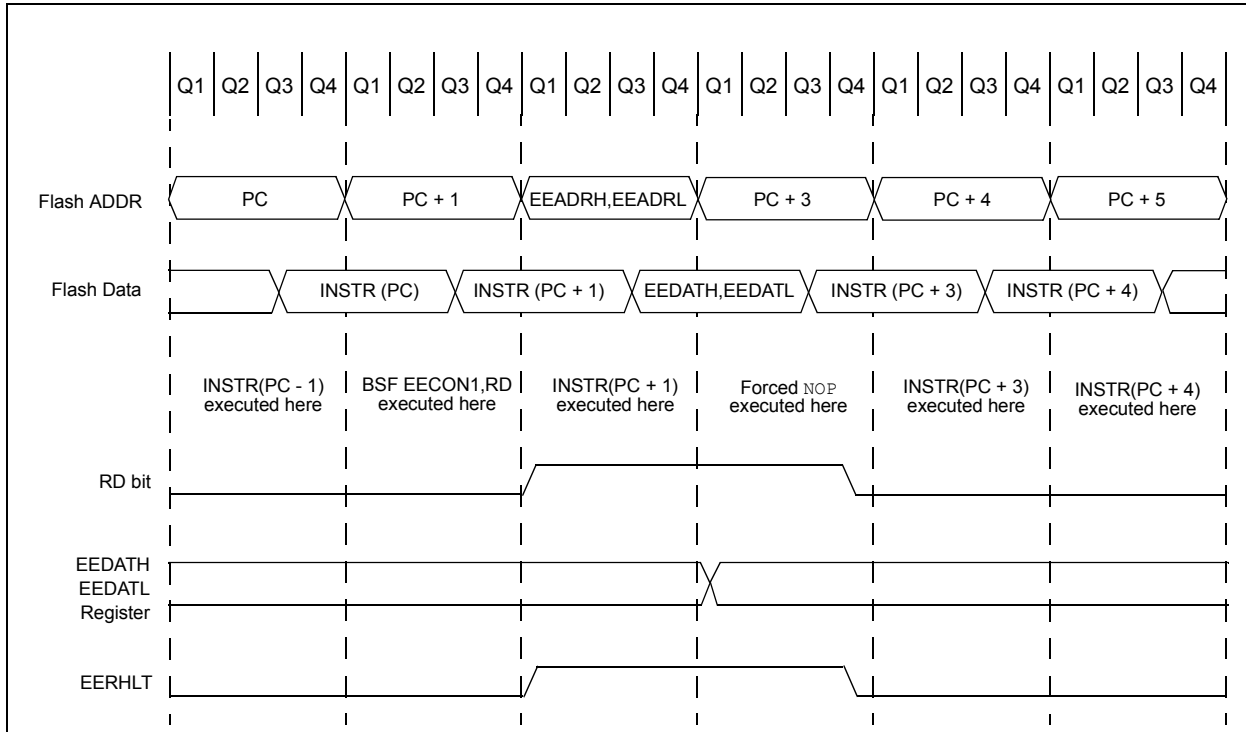 Q1 Q2 Q3 Q4 Q1 Q2 Q3 Q4 Q1 Q2 Q3 Q4 Q1 Q2 Q3 Q4 Q1 Q2 Q3 Q4 Q1 Q2 Q3 Q4
Flash ADDR PC PC + 1 EEADRH,EEADRL PC + 3 PC + 4 PC + 5
Flash Data INSTR (PC) INSTR (PC + 1) EEDATH,EEDATL INSTR (PC + 3) INSTR (PC + 4)
INSTR(PC - 1) BSF EECON1,RD INSTR(PC + 1) Forced NOP INSTR(PC + 3) INSTR(PC + 4)
executed here executed here executed here executed here executed here executed here
RD bit
EEDATH
EEDATL
Register
EERHLT